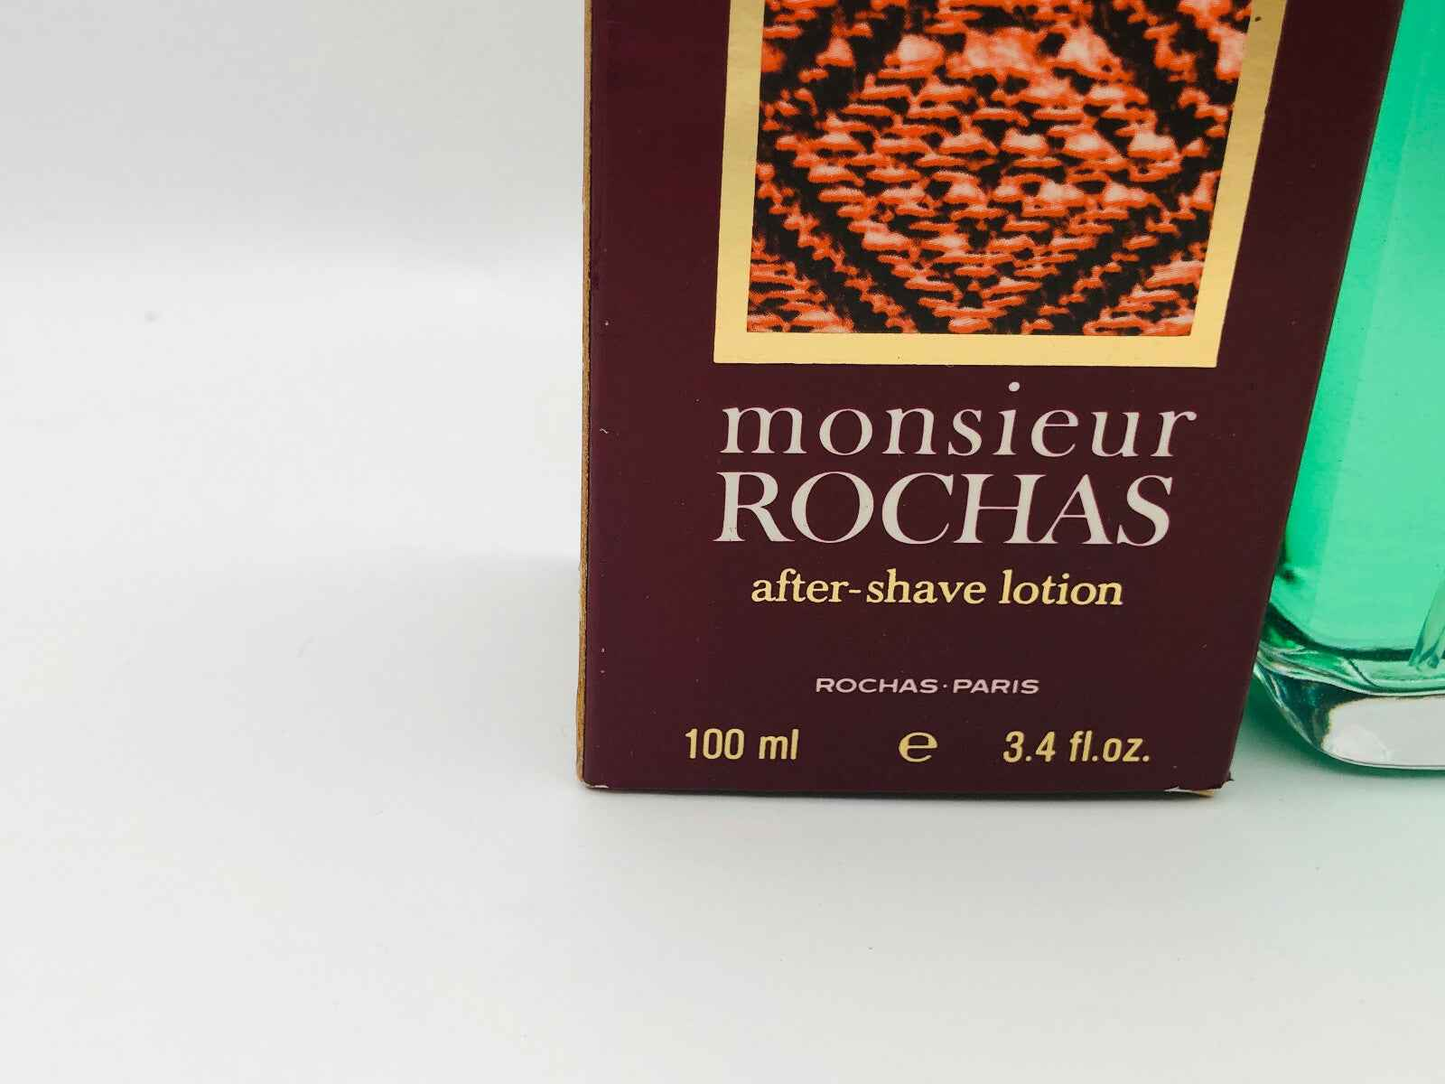 monsieur
ROCHAS
after-shave lotion
ROCHAS·PARIS
100 ml e 3.4 fl.oz.